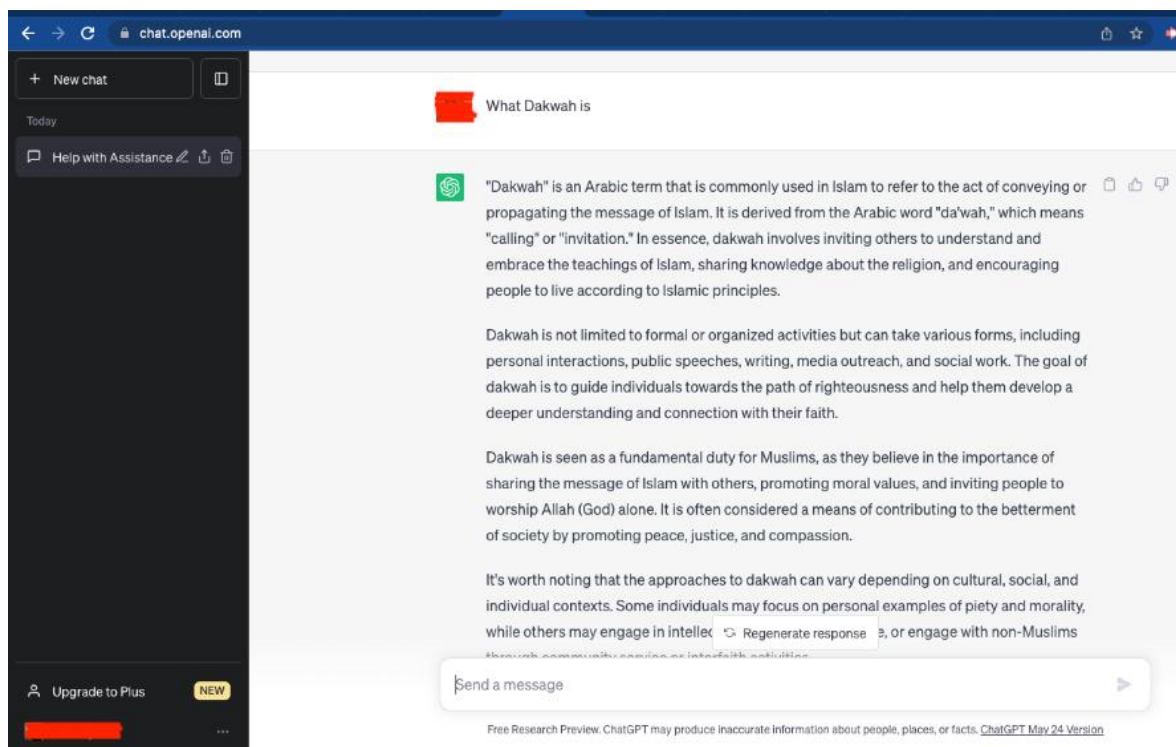 chat.openai.com
New chat
Today
Help with Assistance
Upgrade to Plus
NEW
What Dakwah is
"Dakwah" is an Arabic term that is commonly used in Islam to refer to the act of conveying or
propagating the message of Islam. It is derived from the Arabic word "da'wah," which means
"calling" or "invitation." In essence, dakwah involves inviting others to understand and
embrace the teachings of Islam, sharing knowledge about the religion, and encouraging
people to live according to Islamic principles.
Dakwah is not limited to formal or organized activities but can take various forms, including
personal interactions, public speeches, writing, media outreach, and social work. The goal of
dakwah is to guide individuals towards the path of righteousness and help them develop a
deeper understanding and connection with their faith.
Dakwah is seen as a fundamental duty for Muslims, as they believe in the importance of
sharing the message of Islam with others, promoting moral values, and inviting people to
worship Allah (God) alone. It is often considered a means of contributing to the betterment
of society by promoting peace, justice, and compassion.
It's worth noting that the approaches to dakwah can vary depending on cultural, social, and
individual contexts. Some individuals may focus on personal examples of piety and morality,
while others may engage in , or engage with non-Muslims
through community service or interfaith activities.
Regenerate response
Send a message
Free Research Preview. ChatGPT may produce inaccurate information about people, places, or facts. ChatGPT May 24 Version